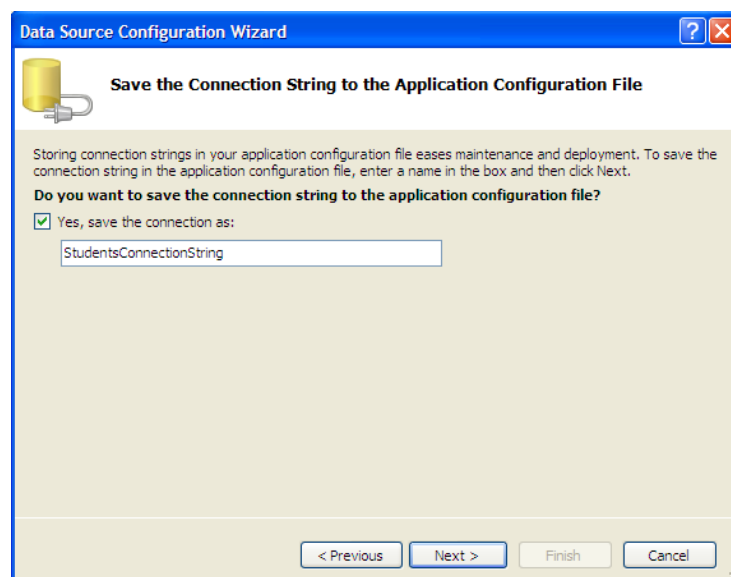 Data Source Configuration Wizard
?
Save the Connection String to the Application Configuration File
Storing connection strings in your application configuration file eases maintenance and deployment. To save the
connection string in the application configuration file, enter a name in the box and then click Next.
Do you want to save the connection string to the application configuration file?
Yes, save the connection as:
StudentsConnectionString
< Previous Next > Finish Cancel